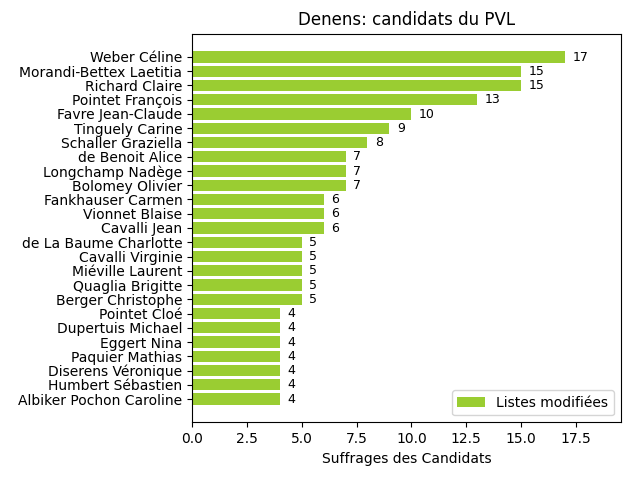 Denens: candidats du PVL
Weber Céline 17
Morandi-Bettex Laetitia 15
Richard Claire 15
Pointet François 13
Favre Jean-Claude 10
Tinguely Carine 9
Schaller Graziella 8
de Benoit Alice 7
Longchamp Nadège 7
Bolomey Olivier 7
Fankhauser Carmen 6
Vionnet Blaise 6
Cavalli Jean 6
de La Baume Charlotte 5
Cavalli Virginie 5
Miéville Laurent 5
Quaglia Brigitte 5
Berger Christophe 5
Pointet Cloé 4
Dupertuis Michael 4
Eggert Nina 4
Paquier Mathias 4
Diserens Véronique 4
Humbert Sébastien 4
Albiker Pochon Caroline 4
Listes modifiées
0.0 2.5 5.0 7.5 10.0 12.5 15.0 17.5
Suffrages des Candidats